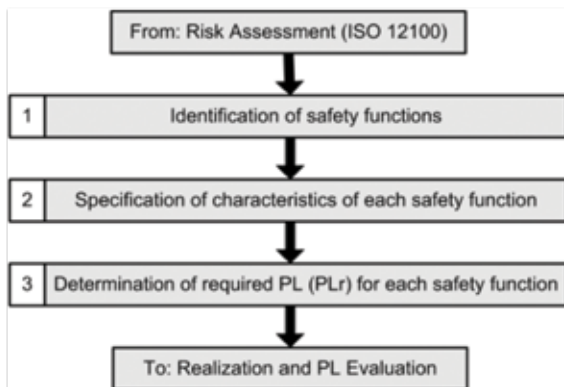 From: Risk Assessment (ISO 12100)
1 Identification of safety functions
2 Specification of characteristics of each safety function
3 Determination of required PL (PLr) for each safety function
To: Realization and PL Evaluation